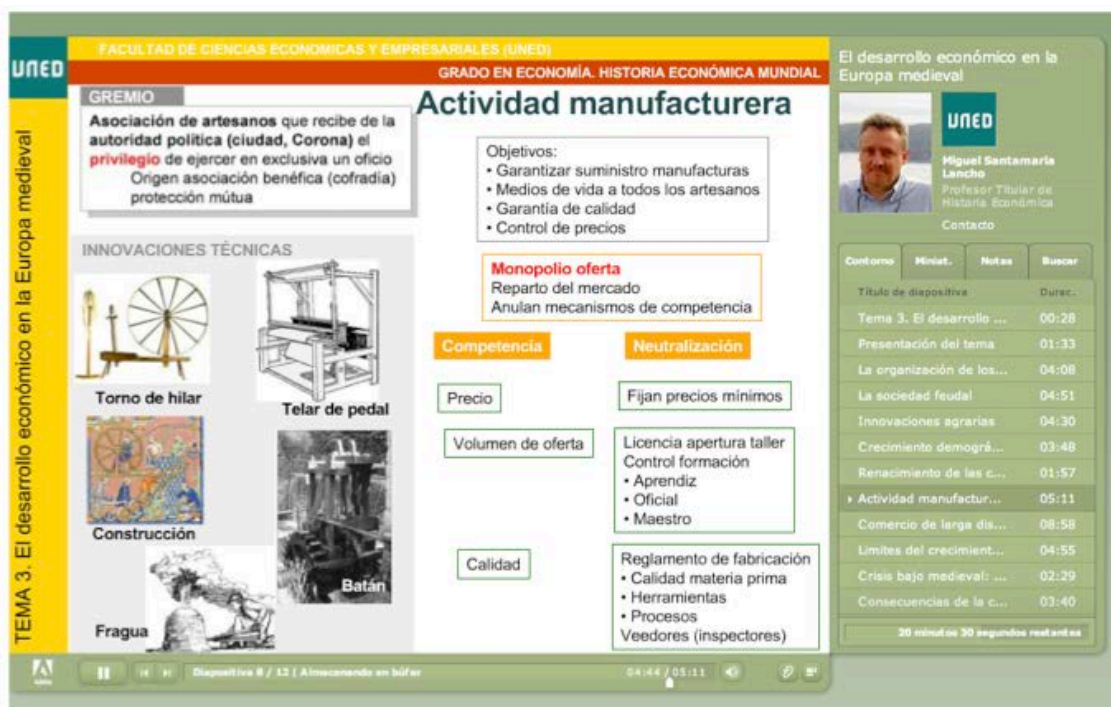 FACULTAD DE CIENCIAS ECONOMICAS Y EMPRESARIALES (UNED)
UNED
GRADO EN ECONOMÍA. HISTORIA ECONÓMICA MUNDIAL
TEMA 3. El desarrollo económico en la Europa medieval
GREMIO
Asociación de artesanos que recibe de la
autoridad política (ciudad, Corona) el
privilegio de ejercer en exclusiva un oficio
Origen asociación benéfica (cofradía)
protección mútua
Actividad manufacturera
Objetivos:
• Garantizar suministro manufacturas
• Medios de vida a todos los artesanos
• Garantía de calidad
• Control de precios
Monopolio oferta
Reparto del mercado
Anulan mecanismos de competencia
INNOVACIONES TÉCNICAS
Torno de hilar
Telar de pedal
Construcción
Batán
Fragua
Competencia
Neutralización
Precio
Fijan precios mínimos
Volumen de oferta
Licencia apertura taller
Control formación
• Aprendiz
• Oficial
• Maestro
Calidad
Reglamento de fabricación
• Calidad materia prima
• Herramientas
• Procesos
Veedores (inspectores)
El desarrollo económico en la
Europa medieval
UNED
Miguel Santamaría
Lancho
Profesor Titular de
Historia Económica
Contacto
Contorno Miniat. Notas Buscar
Título de diapositiva Durac.
Tema 3. El desarrollo ... 00:28
Presentación del tema 01:33
La organización de los... 04:08
La sociedad feudal 04:51
Innovaciones agrarias 04:30
Crecimiento demográ... 03:48
Renacimiento de las c... 01:57
Actividad manufactur... 05:11
Comercio de larga dis... 08:58
Límites del crecimient... 04:55
Crisis bajo medieval: ... 02:29
Consecuencias de la c... 03:40
20 minutos 30 segundos restantes
Diapositiva 8 / 12 | Almacenando en búfer
04:44 / 05:11